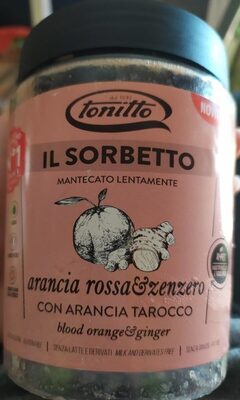 tonitto
IL SORBETTO
MANTECATO LENTAMENTE
arancia rossa&zenzero
CON ARANCIA TAROCCO
blood orange&ginger
SENZA LATTE E DERIVATI MILK AND DERIVATES FREE